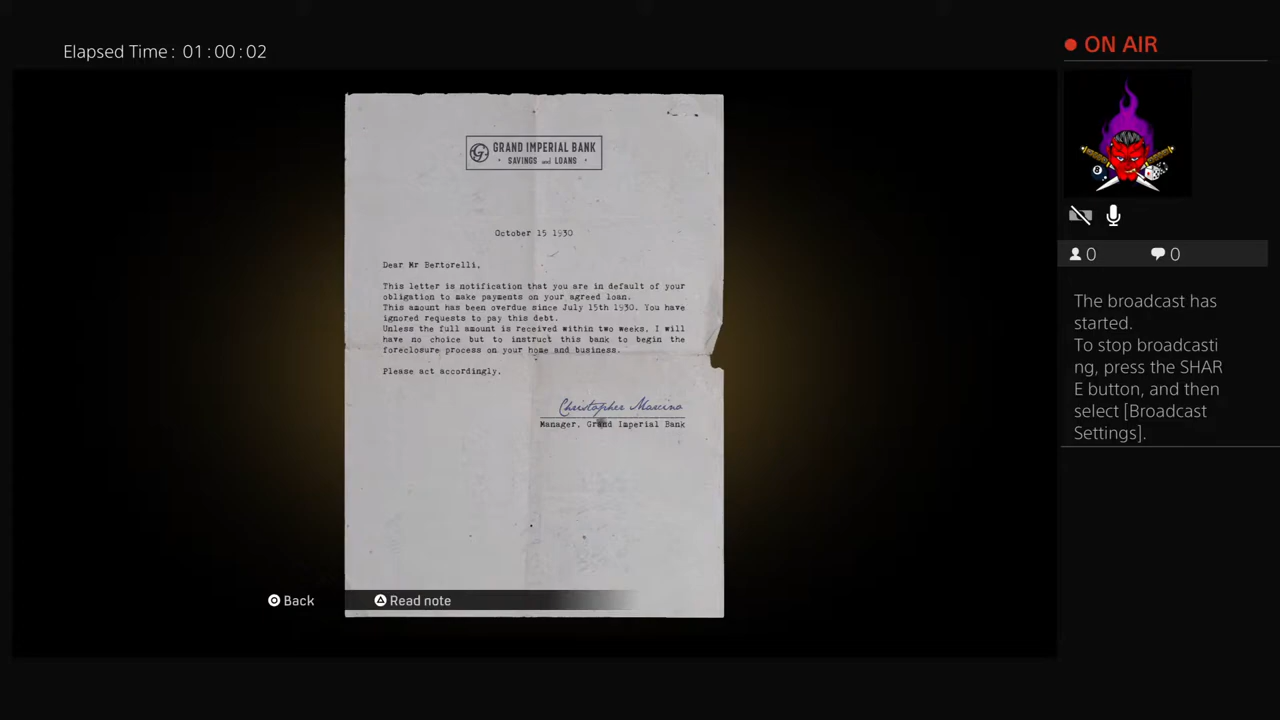 Elapsed Time: 01:00:02
ON AIR
GRAND IMPERIAL BANK
· SAVINGS and LOANS ·
October 15 1930
Dear Mr Bertorelli,
This letter is notification that you are in default of your
obligation to make payments on your agreed loan.
This amount has been overdue since July 15th 1930. You have
ignored requests to pay this debt.
Unless the full amount is received within two weeks, I will
have no choice but to instruct this bank to begin the
foreclosure process on your home and business.
Please act accordingly.
Christopher Marcino
Manager, Grand Imperial Bank
Back
Read note
8
0
0
The broadcast has
started.
To stop broadcasti
ng, press the SHAR
E button, and then
select [Broadcast
Settings].